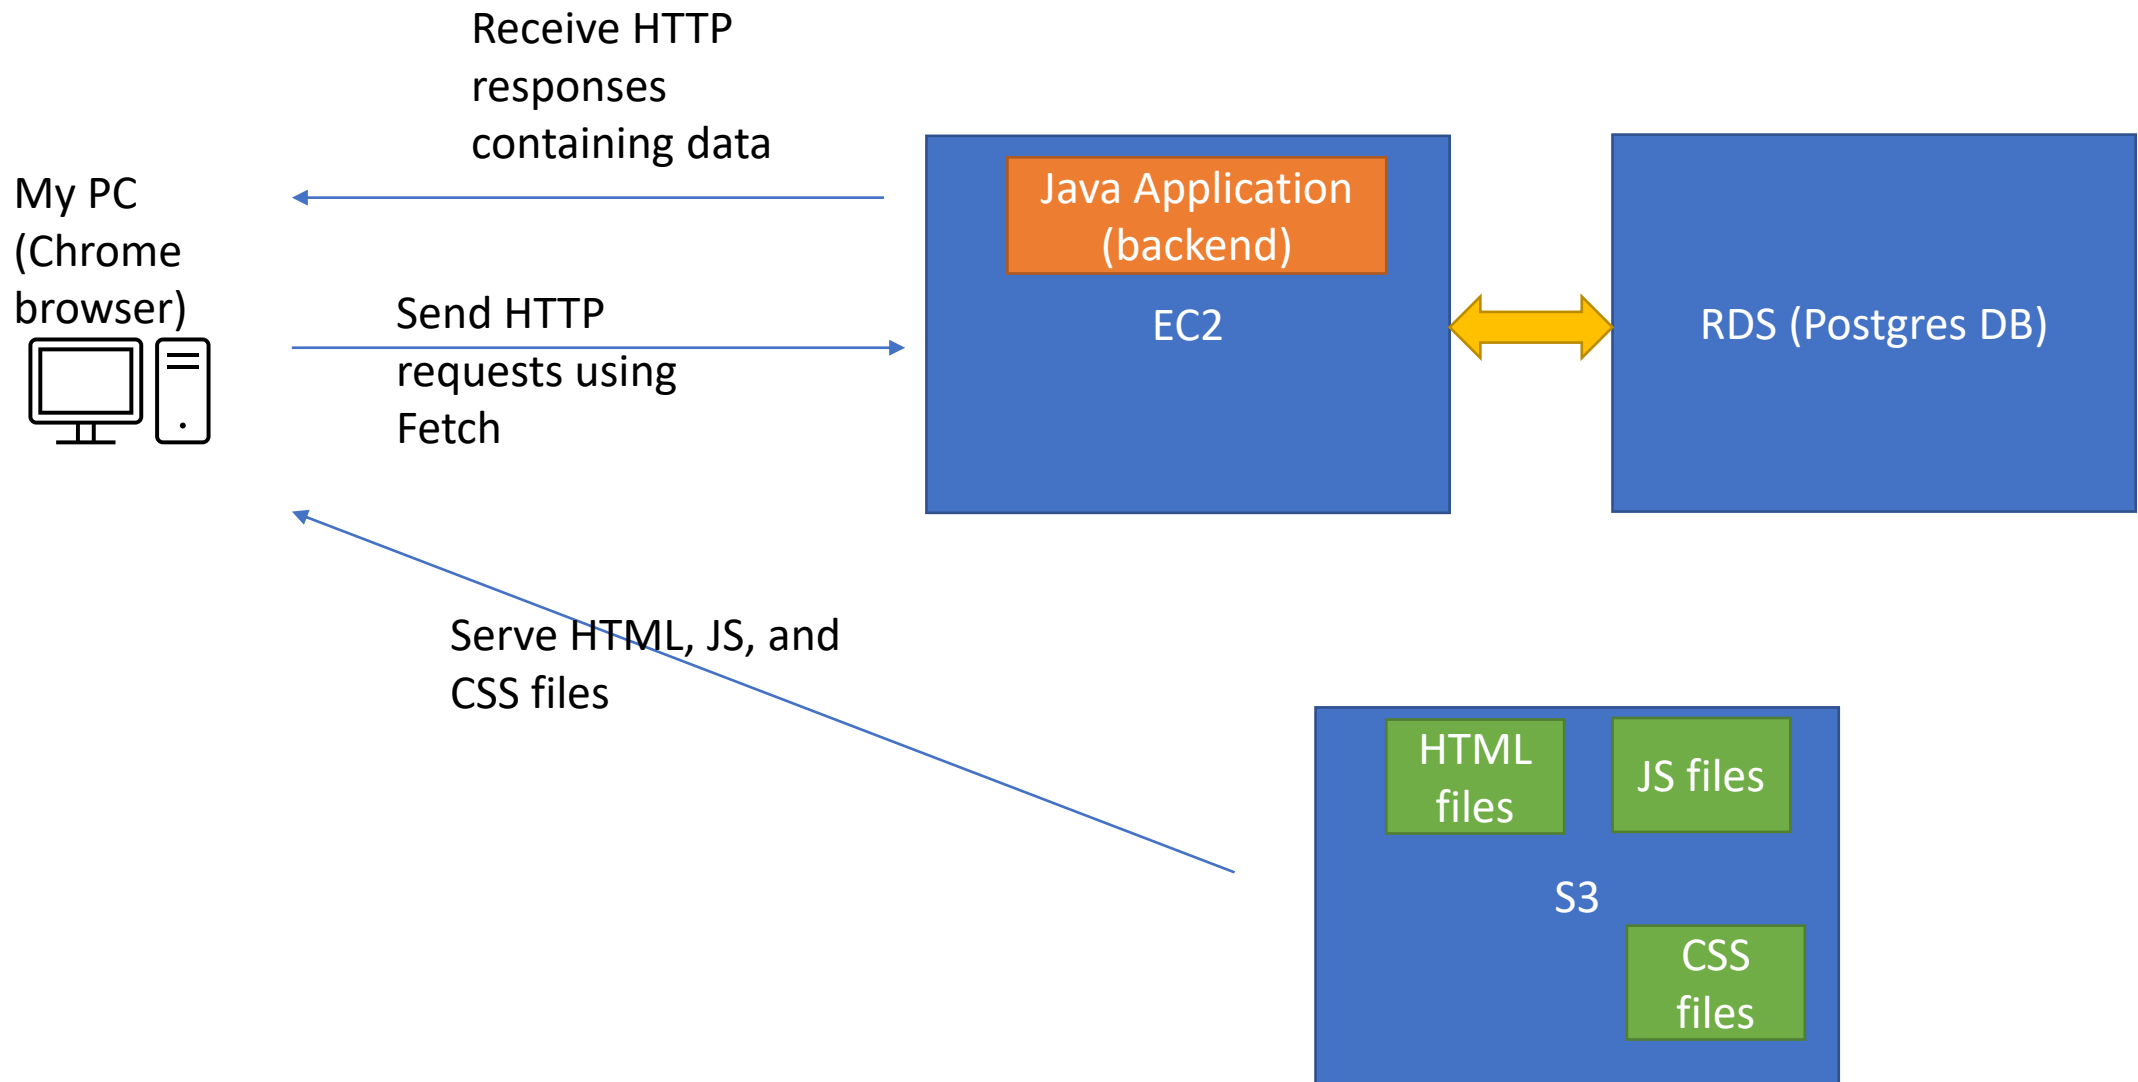 Receive HTTP
responses
containing data
My PC
(Chrome
browser)
Send HTTP
requests using
Fetch
Java Application
(backend)
EC2
RDS (Postgres DB)
Serve HTML, JS, and
CSS files
HTML
files
JS files
S3
CSS
files